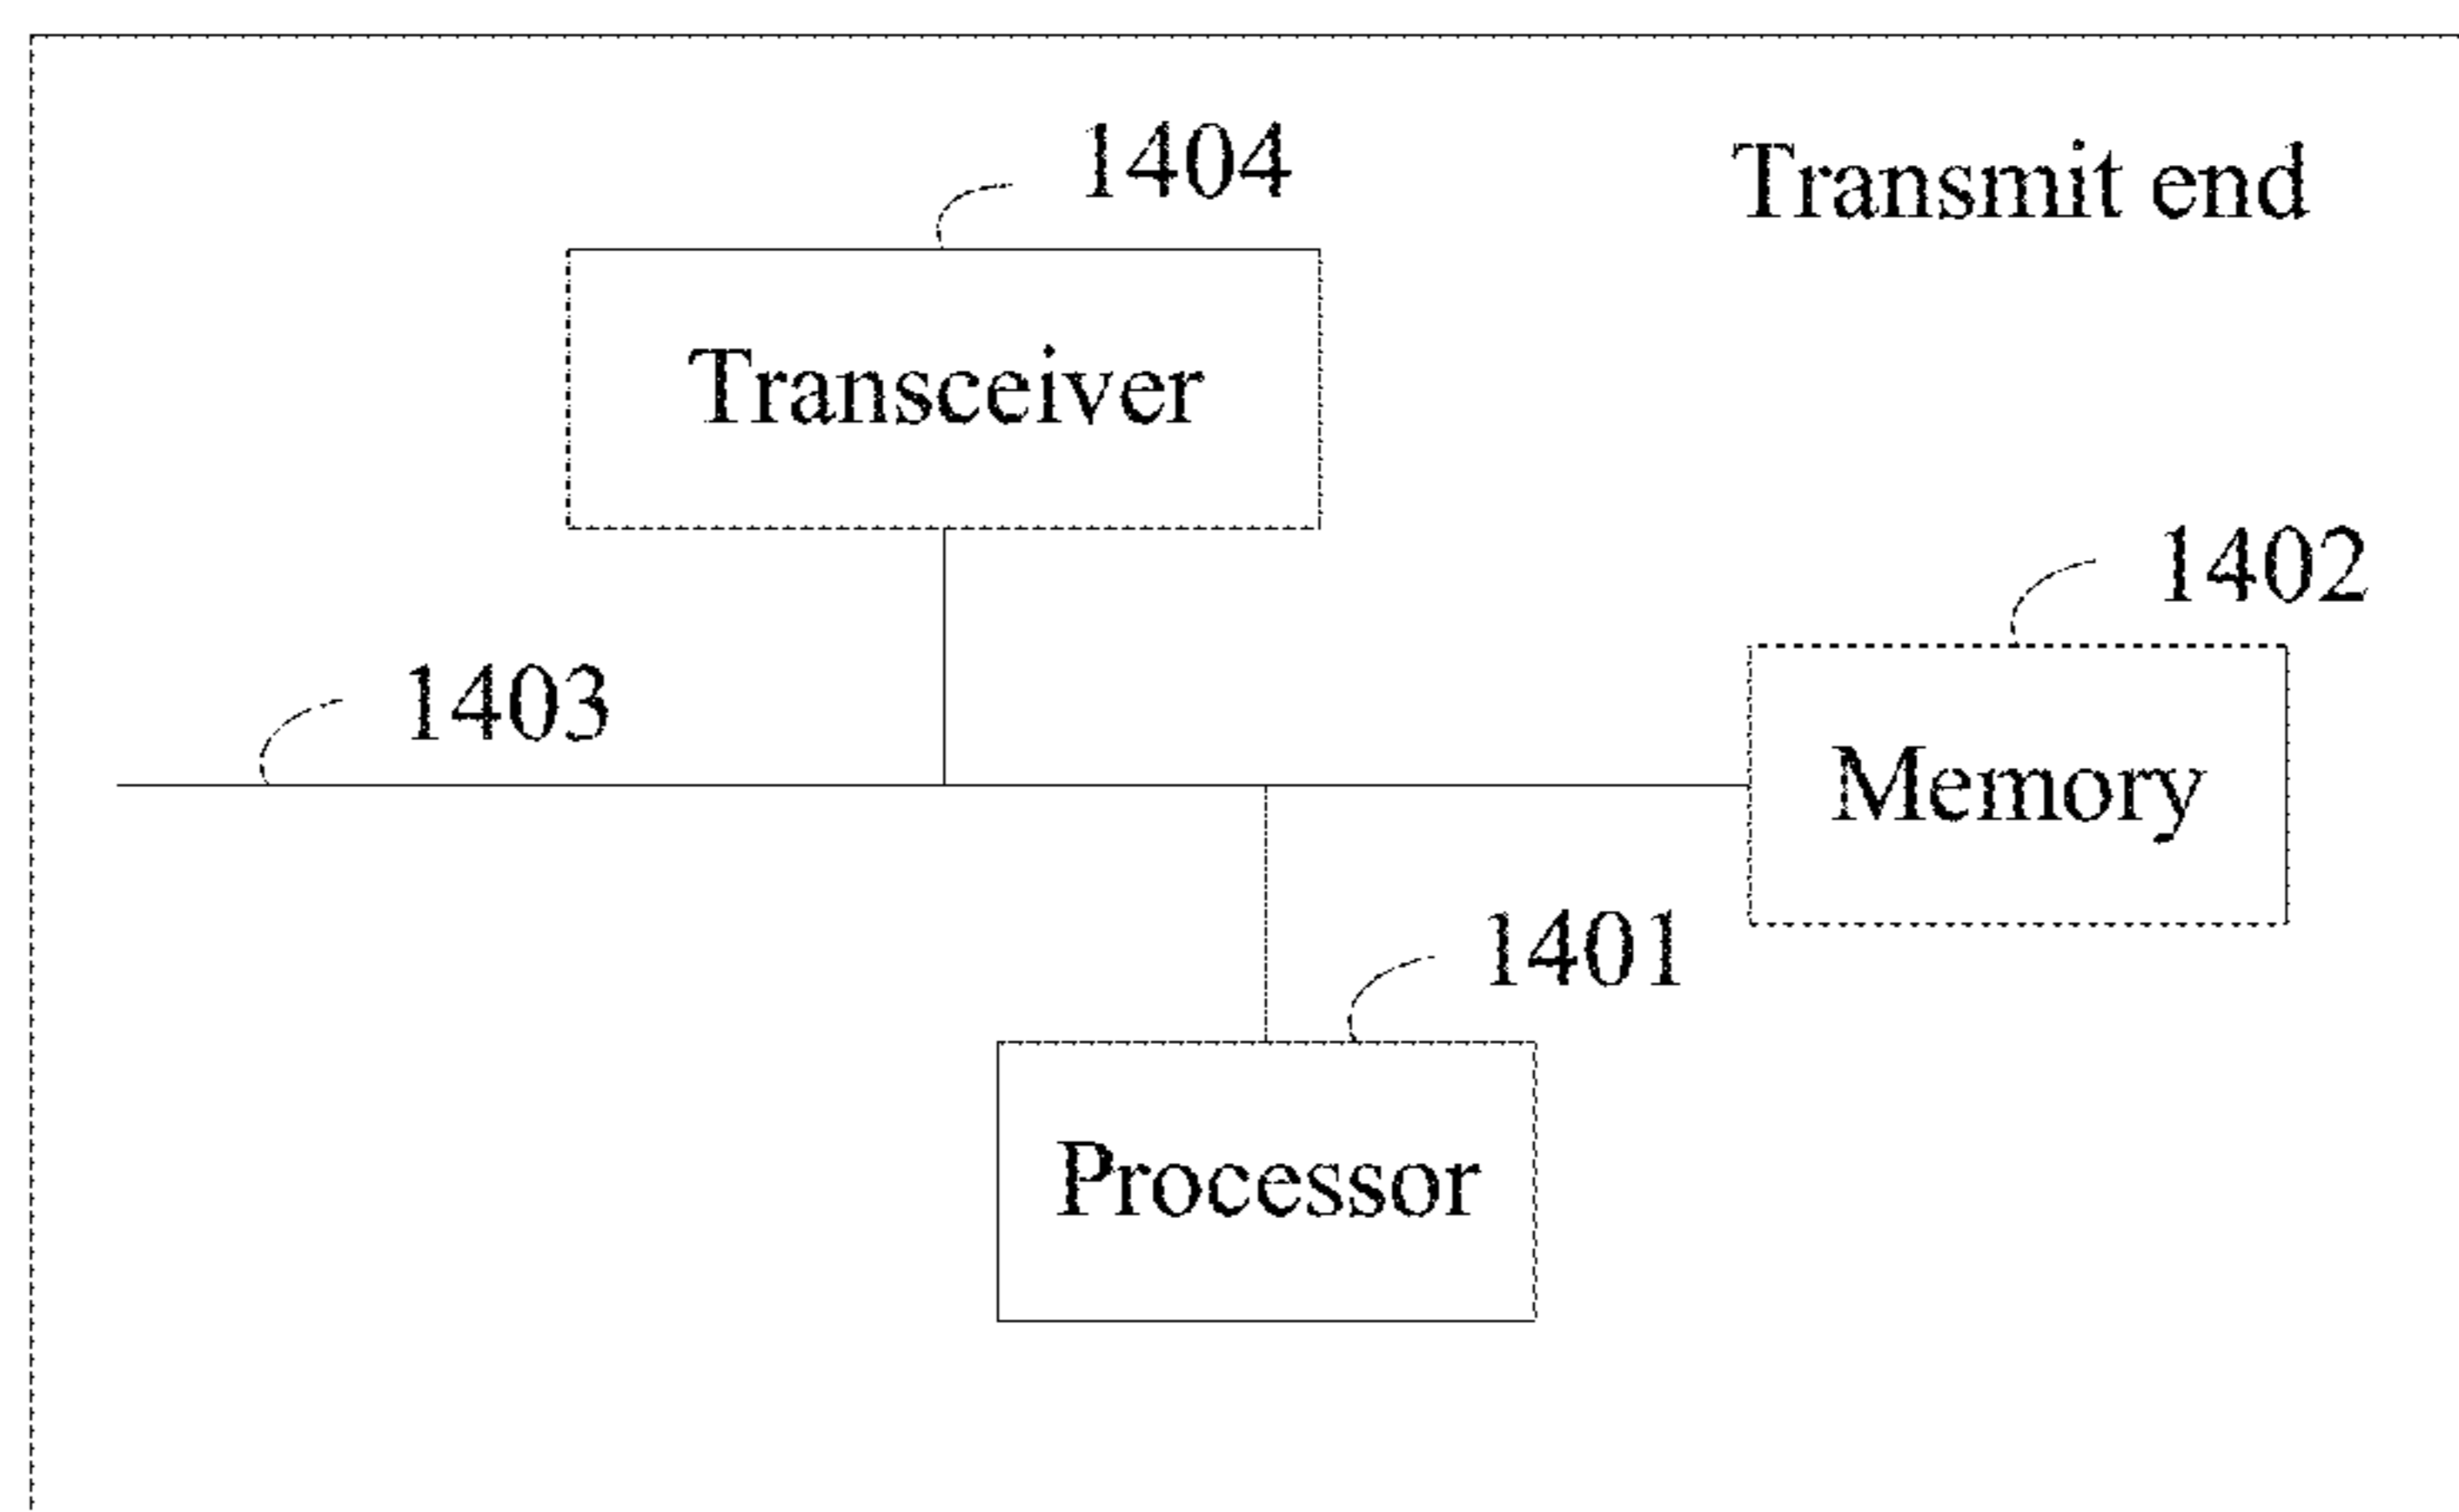 1404
Transmit end
Transceiver
1402
1403
Memory
1401
Processor